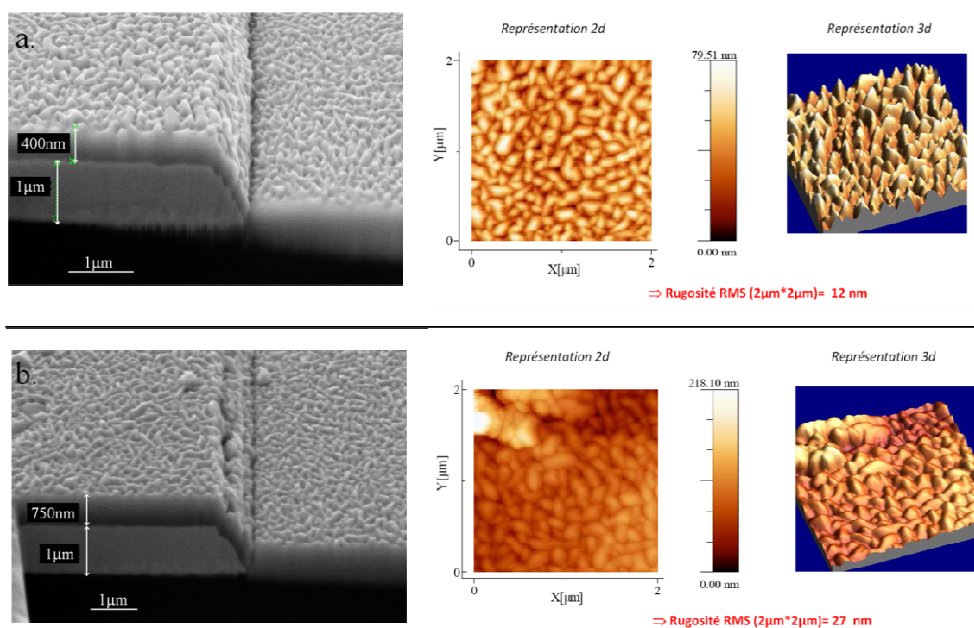 a.
400nm
1µm
1µm
Représentation 2d
79.51 nm
2
Y[µm]
0
0
2
X[µm]
0.00 nm
Représentation 3d
⇒ Rugosité RMS (2µm*2µm)= 12 nm
b.
750nm
1µm
1µm
Représentation 2d
218.10 nm
2
Y[µm]
0
0
2
X[µm]
0.00 nm
Représentation 3d
⇒ Rugosité RMS (2µm*2µm)= 27 nm